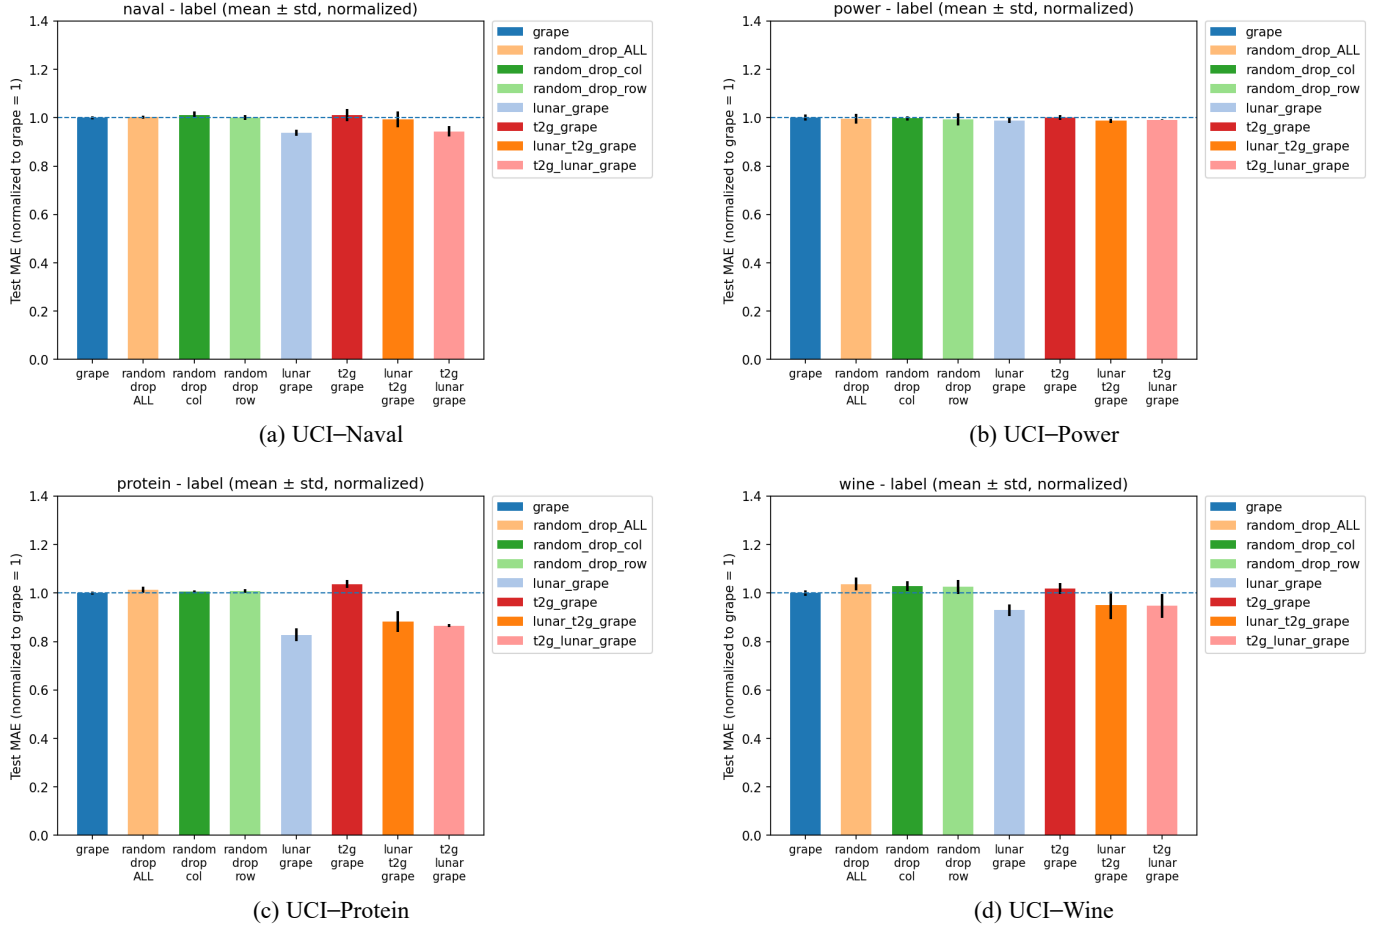 naval - label (mean ± std, normalized)
Test MAE (normalized to grape = 1)
1.4
1.2
1.0
0.8
0.6
0.4
0.2
0.0
grape random random random lunar t2g lunar t2g
drop drop drop grape grape t2g lunar
ALL col row grape grape
grape
random_drop_ALL
random_drop_col
random_drop_row
lunar_grape
t2g_grape
lunar_t2g_grape
t2g_lunar_grape
(a) UCI–Naval
power - label (mean ± std, normalized)
Test MAE (normalized to grape = 1)
1.4
1.2
1.0
0.8
0.6
0.4
0.2
0.0
grape random random random lunar t2g lunar t2g
drop drop drop grape grape t2g lunar
ALL col row grape grape
grape
random_drop_ALL
random_drop_col
random_drop_row
lunar_grape
t2g_grape
lunar_t2g_grape
t2g_lunar_grape
(b) UCI–Power
protein - label (mean ± std, normalized)
Test MAE (normalized to grape = 1)
1.4
1.2
1.0
0.8
0.6
0.4
0.2
0.0
grape random random random lunar t2g lunar t2g
drop drop drop grape grape t2g lunar
ALL col row grape grape
grape
random_drop_ALL
random_drop_col
random_drop_row
lunar_grape
t2g_grape
lunar_t2g_grape
t2g_lunar_grape
(c) UCI–Protein
wine - label (mean ± std, normalized)
Test MAE (normalized to grape = 1)
1.4
1.2
1.0
0.8
0.6
0.4
0.2
0.0
grape random random random lunar t2g lunar t2g
drop drop drop grape grape t2g lunar
ALL col row grape grape
grape
random_drop_ALL
random_drop_col
random_drop_row
lunar_grape
t2g_grape
lunar_t2g_grape
t2g_lunar_grape
(d) UCI–Wine